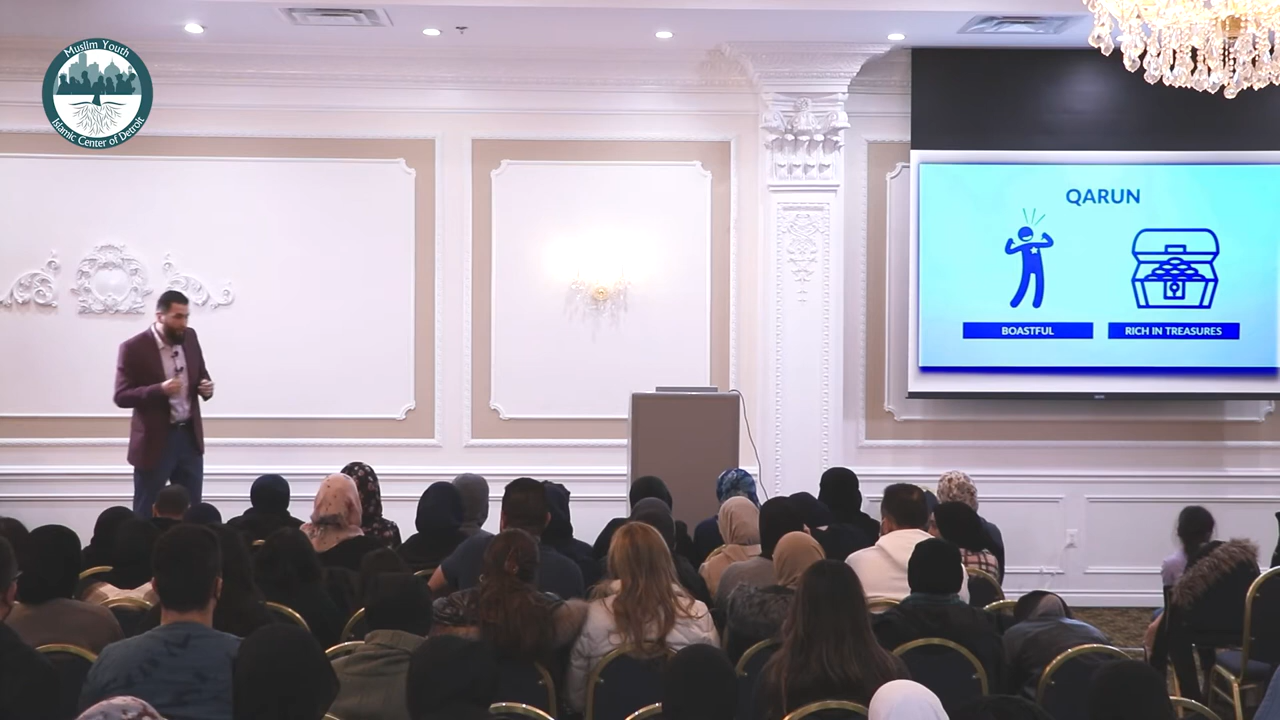 Muslim Youth
Islamic Center of Detroit
QARUN
BOASTFUL
RICH IN TREASURES